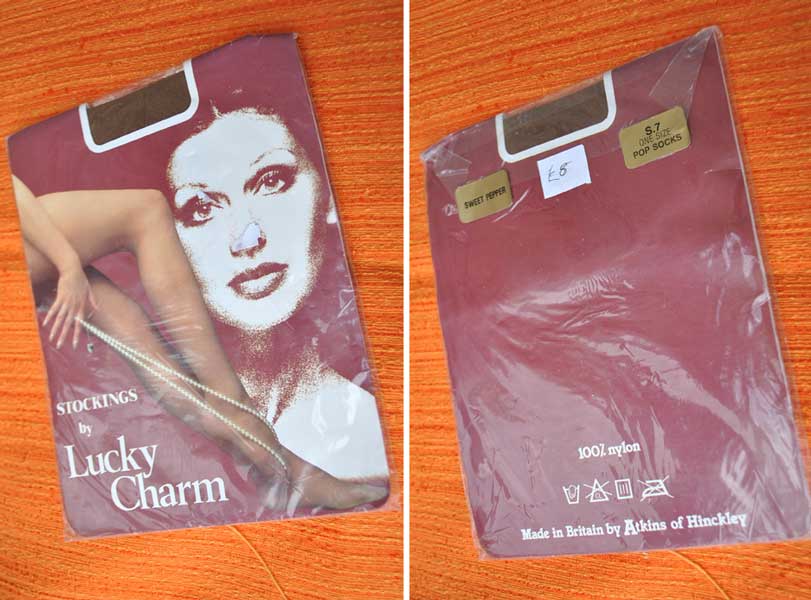 STOCKINGS
by
Lucky
Charm
S.7
ONE SIZE
POP SOCKS
£8
SWEET PEPPER
100% nylon
Made in Britain by Atkins of Hinckley